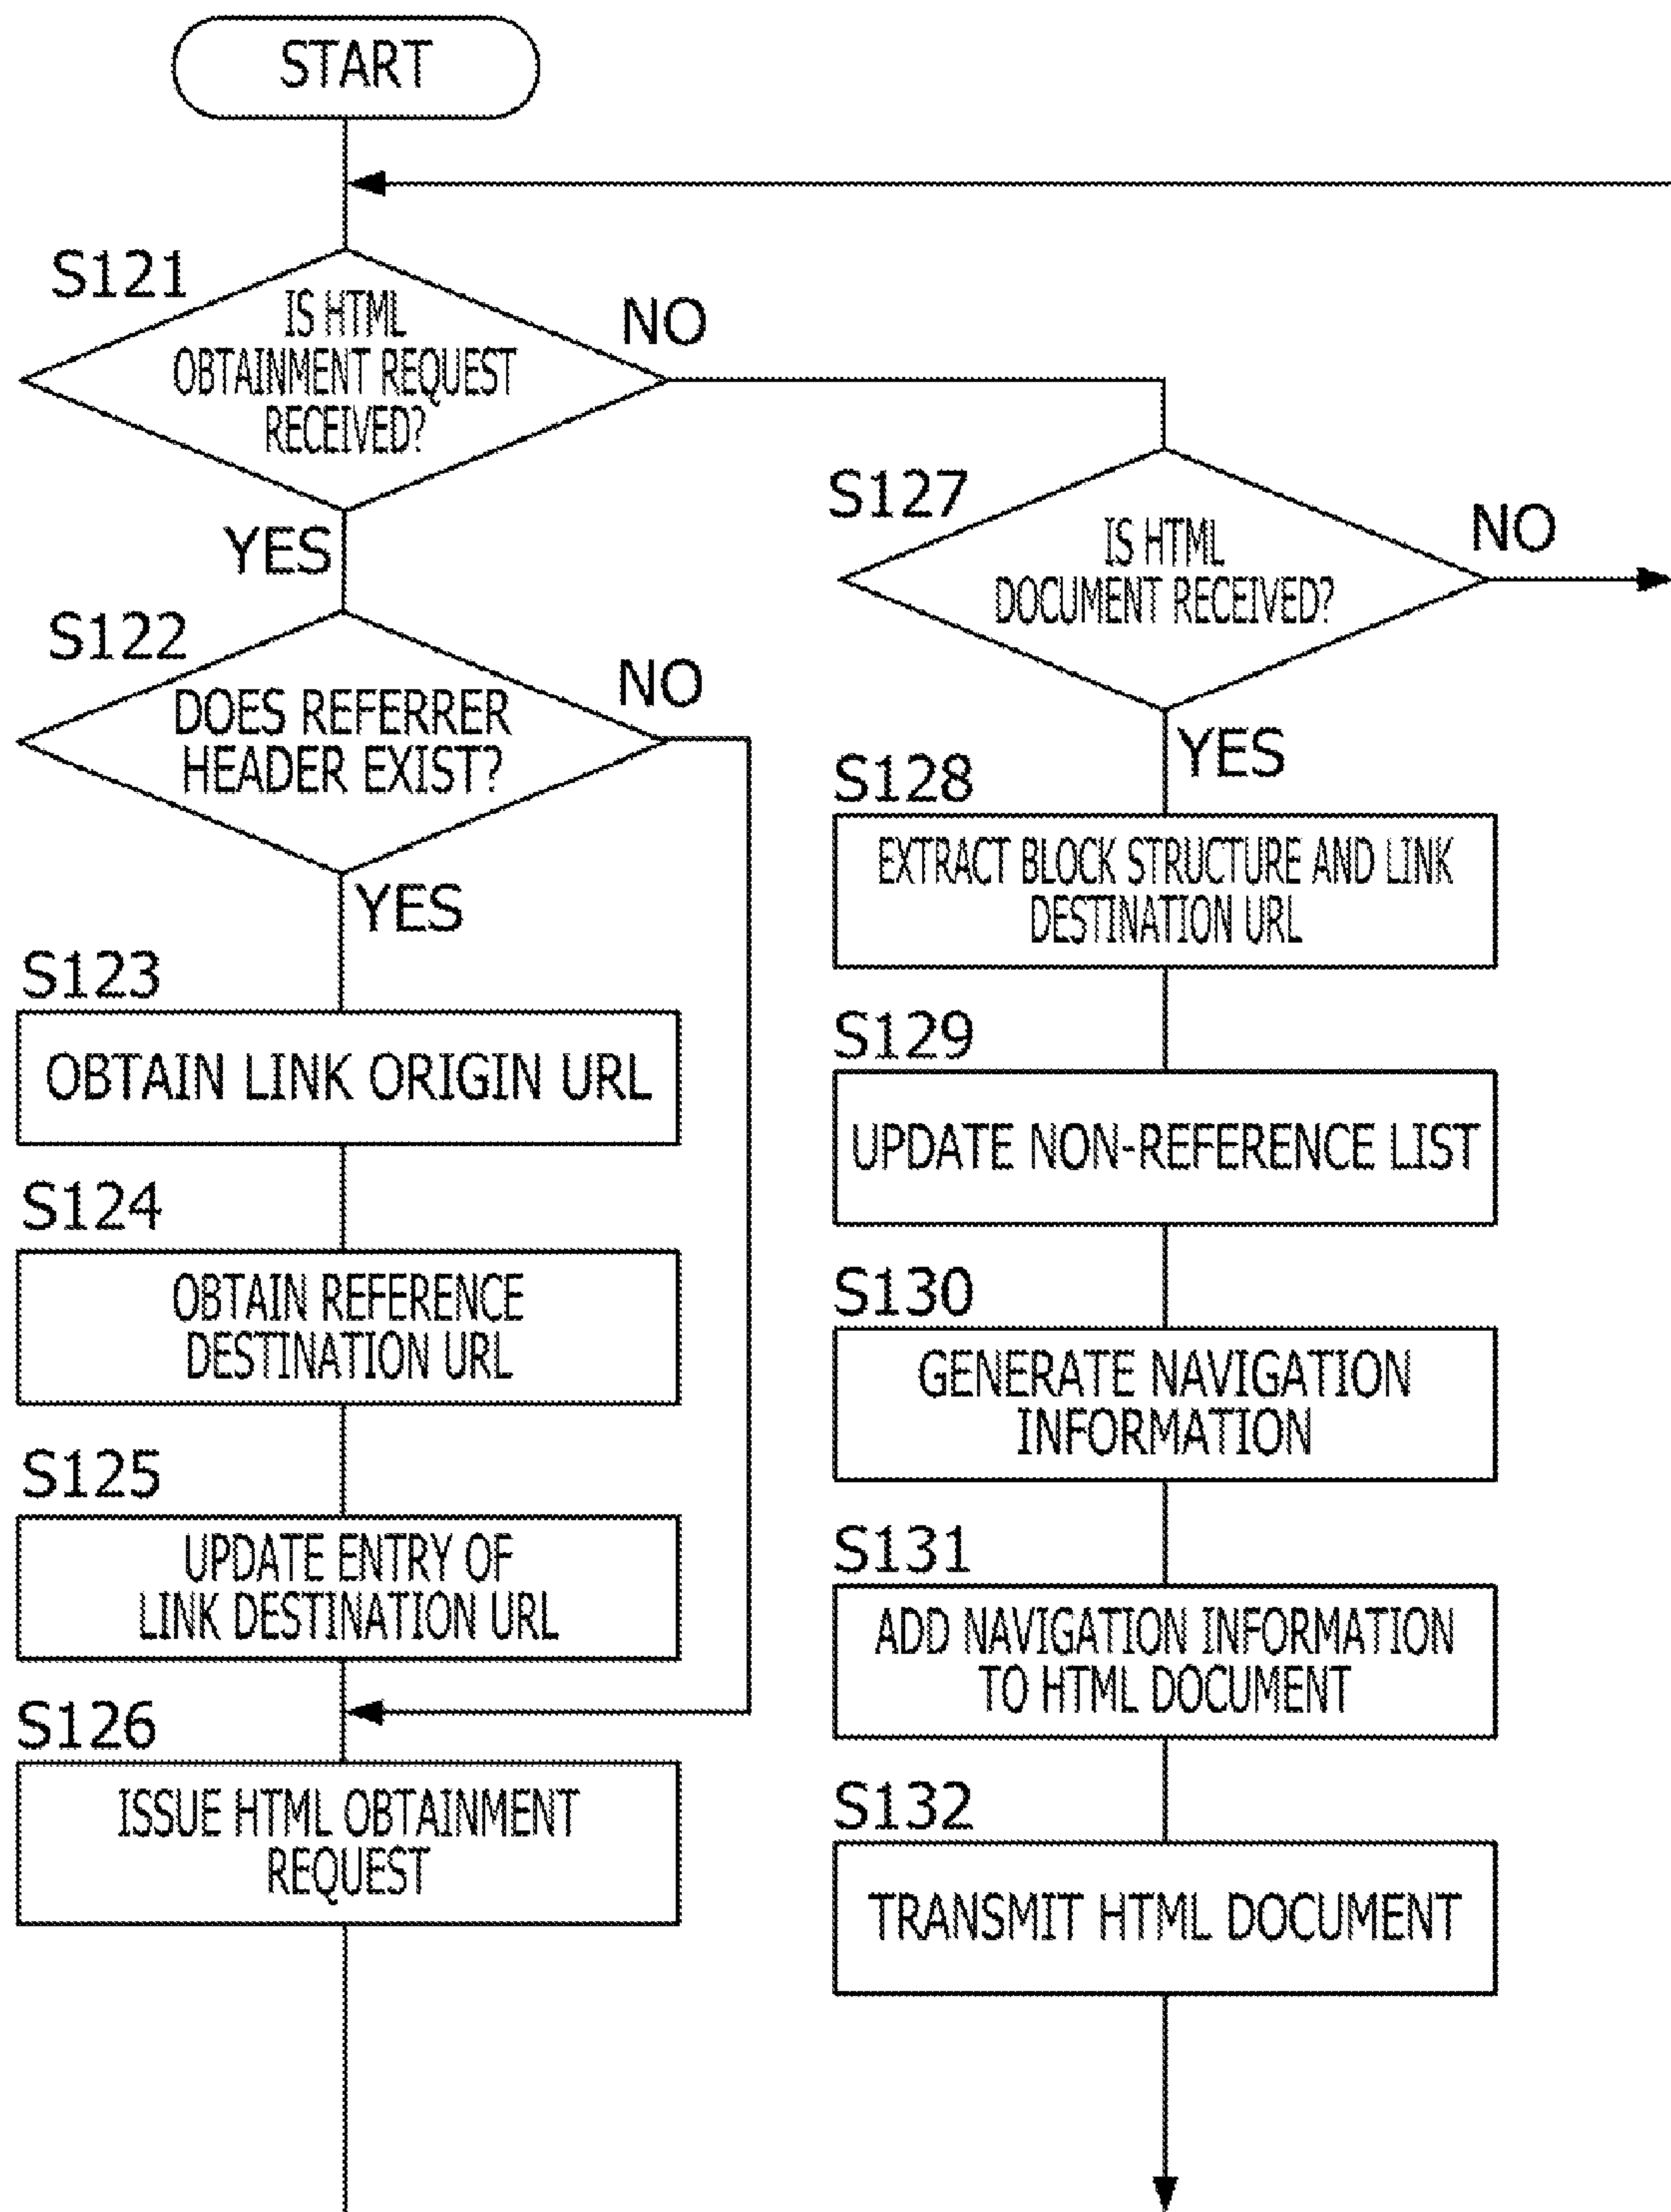 START
S121
IS HTML
OBTAINMENT REQUEST
RECEIVED?
NO
YES
S122
DOES REFERRER
HEADER EXIST?
NO
YES
S123
OBTAIN LINK ORIGIN URL
S124
OBTAIN REFERENCE
DESTINATION URL
S125
UPDATE ENTRY OF
LINK DESTINATION URL
S126
ISSUE HTML OBTAINMENT
REQUEST
S127
IS HTML
DOCUMENT RECEIVED?
NO
YES
S128
EXTRACT BLOCK STRUCTURE AND LINK
DESTINATION URL
S129
UPDATE NON-REFERENCE LIST
S130
GENERATE NAVIGATION
INFORMATION
S131
ADD NAVIGATION INFORMATION
TO HTML DOCUMENT
S132
TRANSMIT HTML DOCUMENT